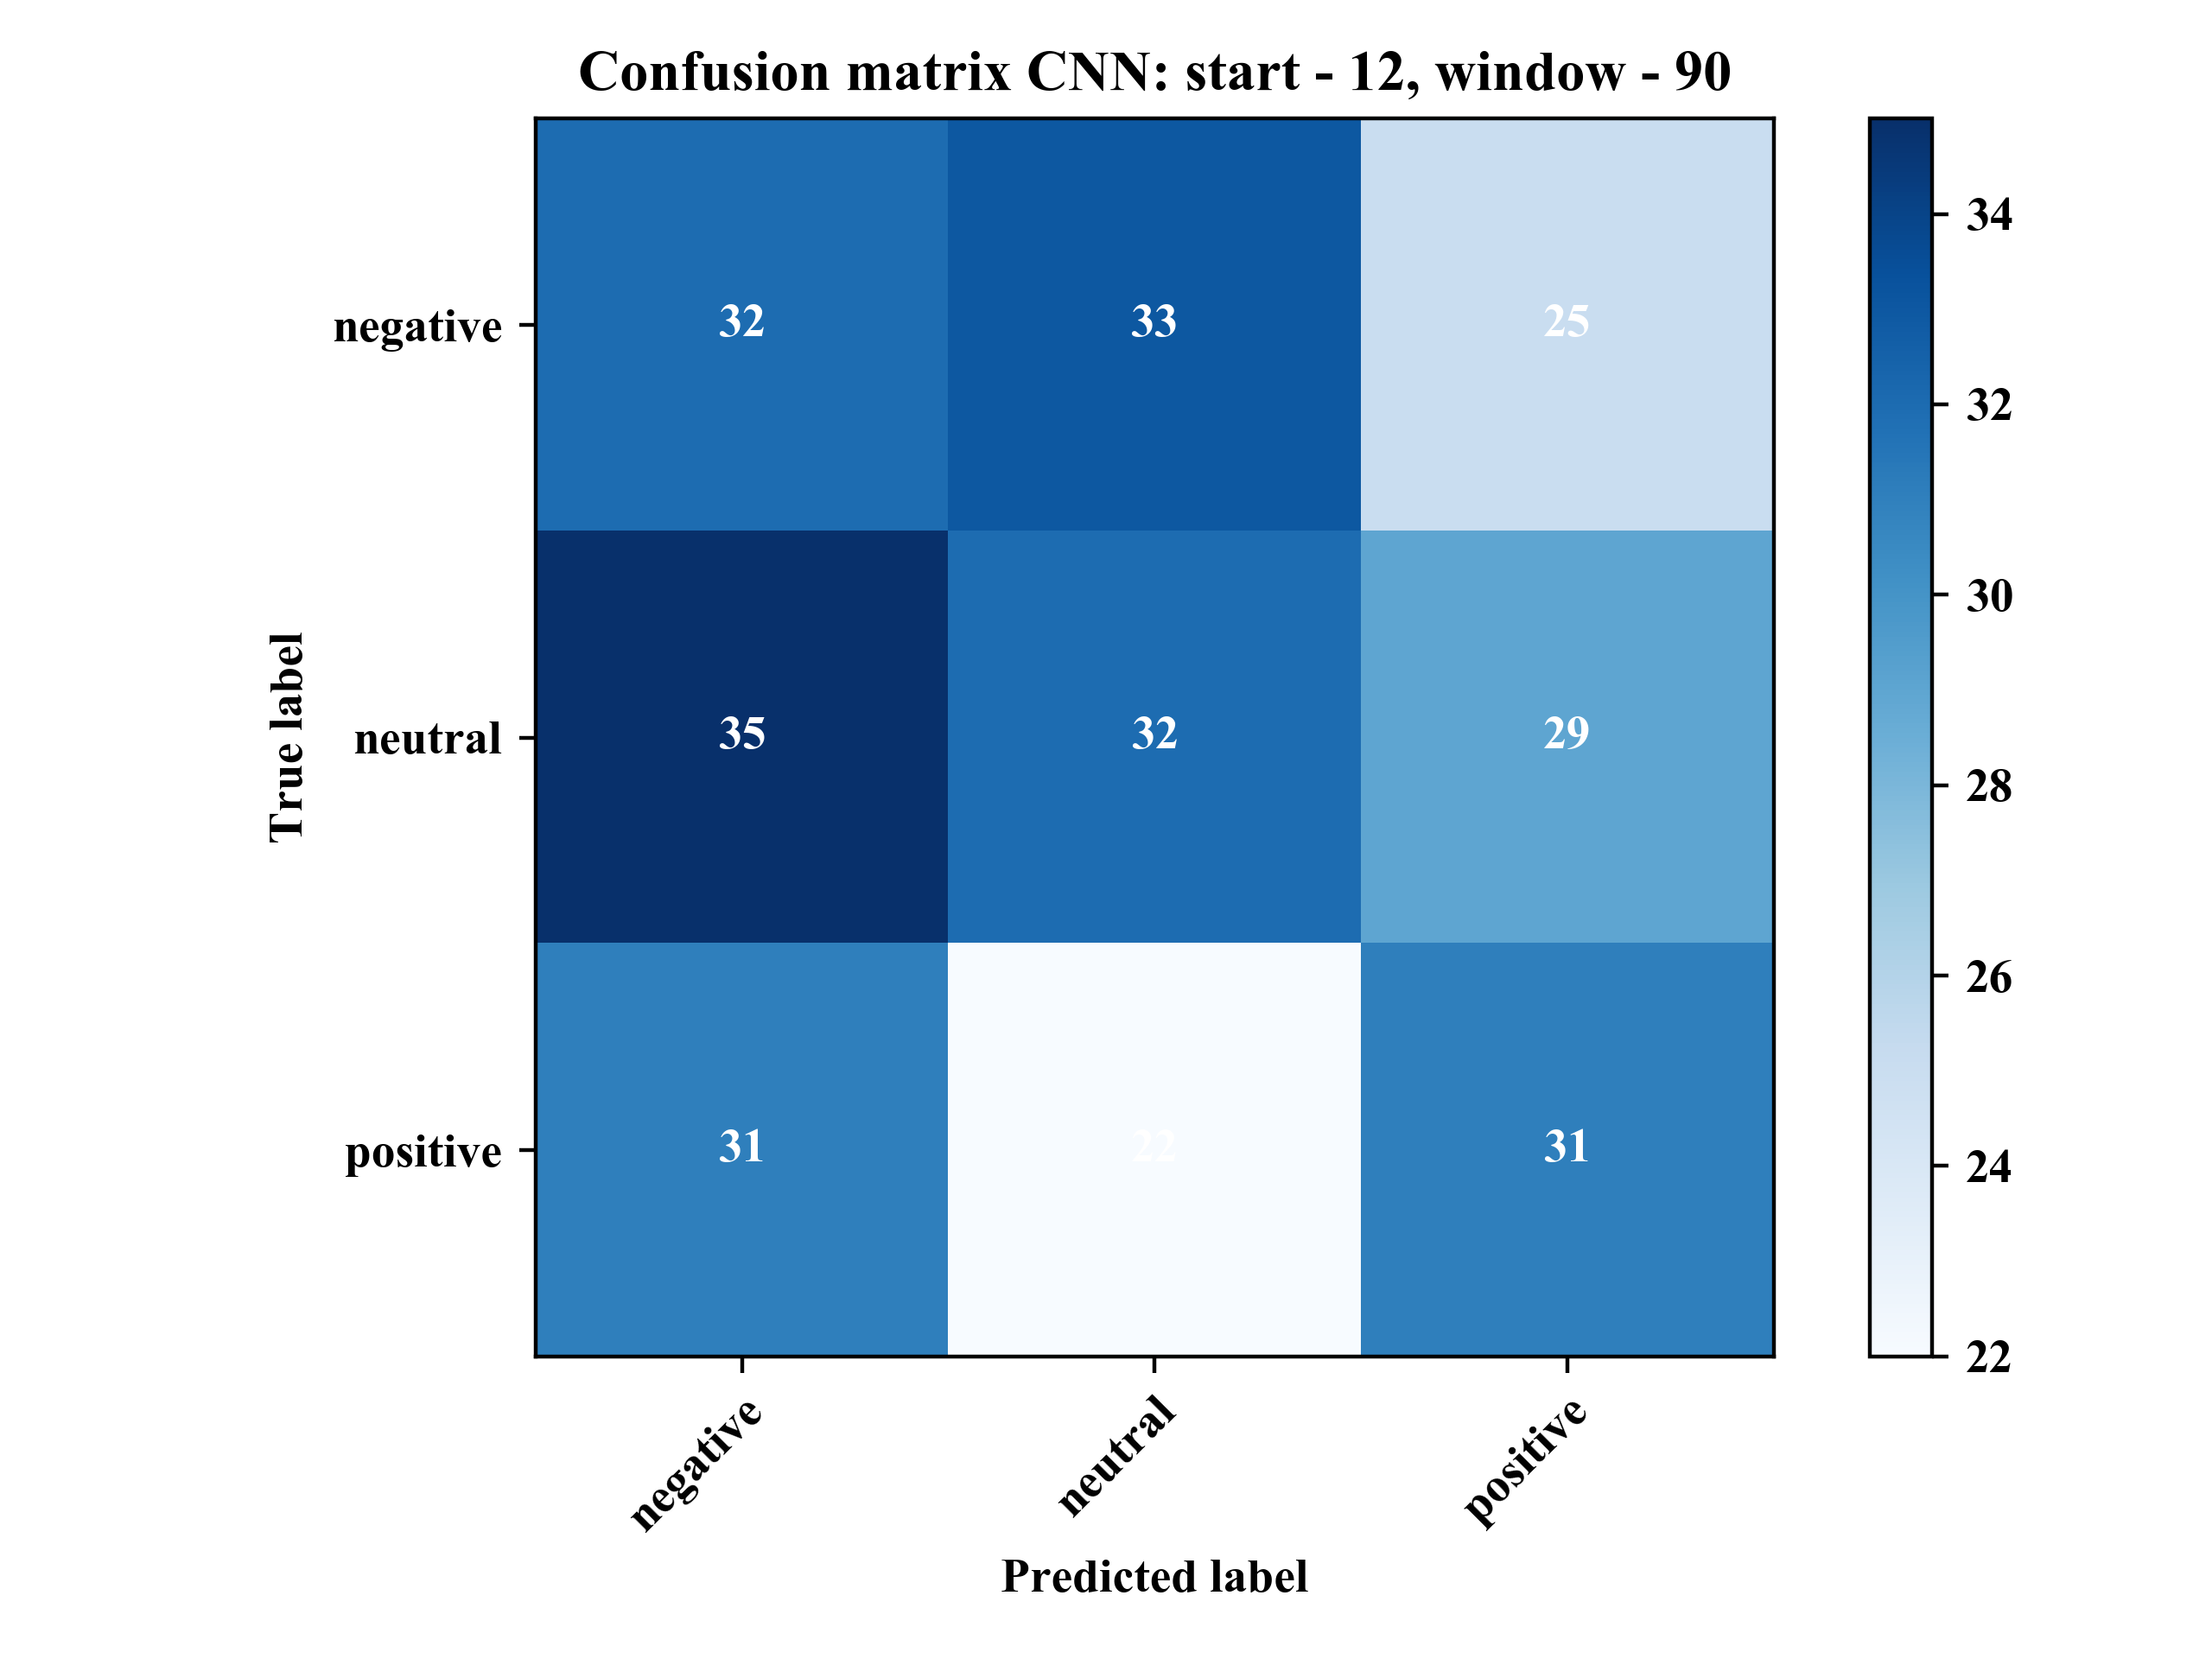 Confusion matrix CNN: start - 12, window - 90
negative 32 33 25
neutral 35 32 29
positive 31 22 31
True label
negative neutral positive
Predicted label
34
32
30
28
26
24
22